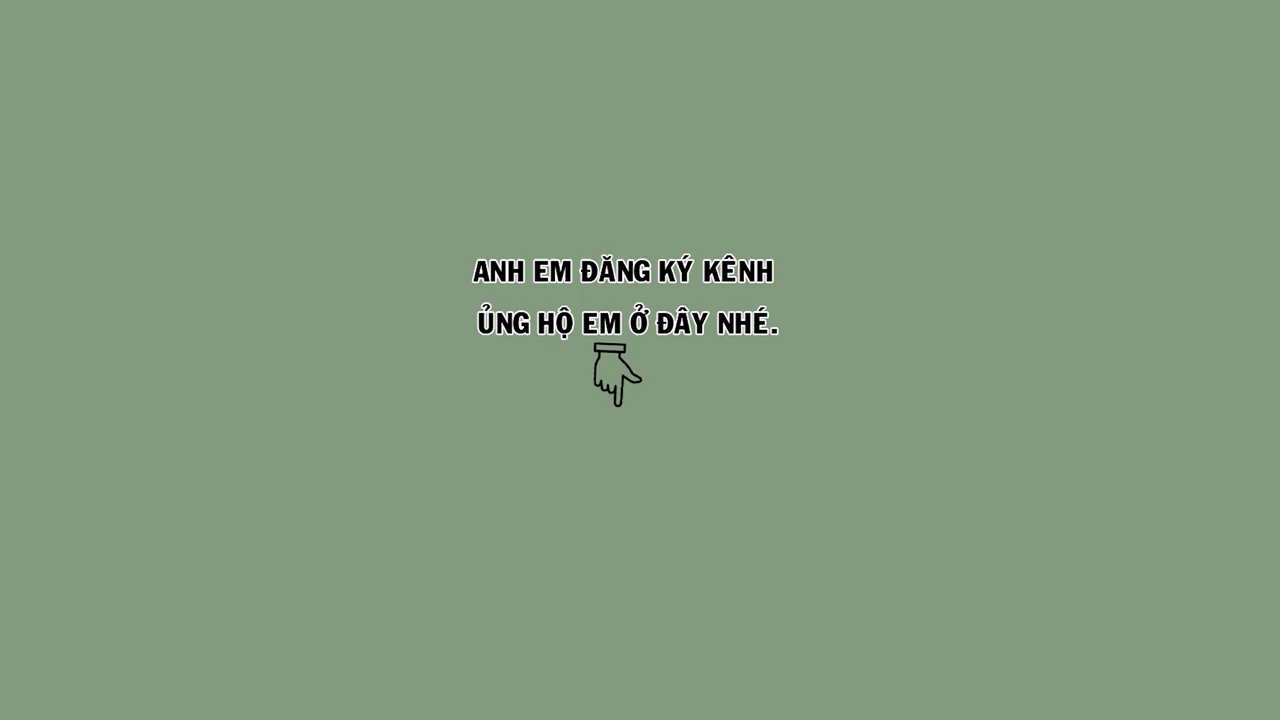 ANH EM ĐĂNG KÝ KÊNH
ỦNG HỘ EM Ở ĐÂY NHÉ.